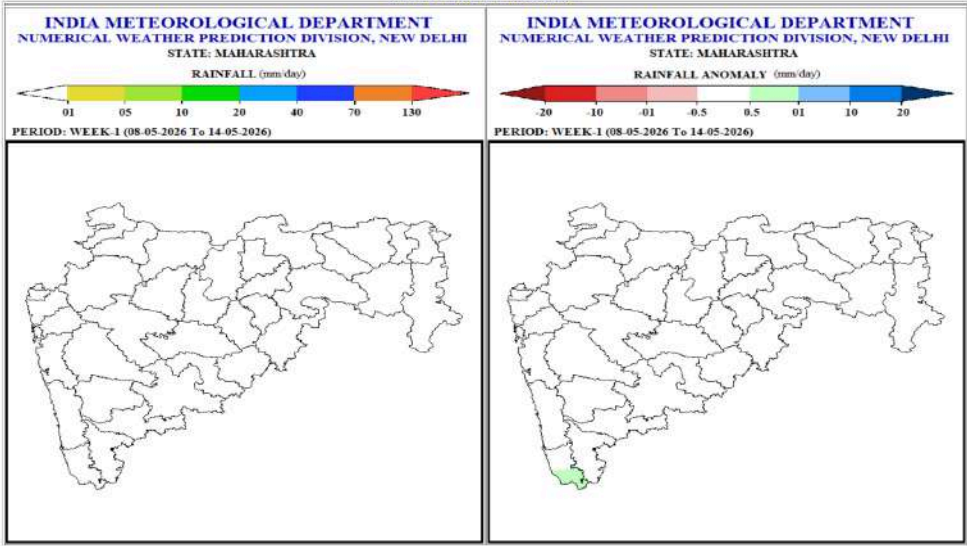 INDIA METEOROLOGICAL DEPARTMENT
NUMERICAL WEATHER PREDICTION DIVISION, NEW DELHI
STATE: MAHARASHTRA
RAINFALL (mm/day)
01 05 10 20 40 70 130
PERIOD: WEEK-1 (08-05-2026 To 14-05-2026)
INDIA METEOROLOGICAL DEPARTMENT
NUMERICAL WEATHER PREDICTION DIVISION, NEW DELHI
STATE: MAHARASHTRA
RAINFALL ANOMALY (mm/day)
-20 -10 -01 -0.5 0.5 01 10 20
PERIOD: WEEK-1 (08-05-2026 To 14-05-2026)